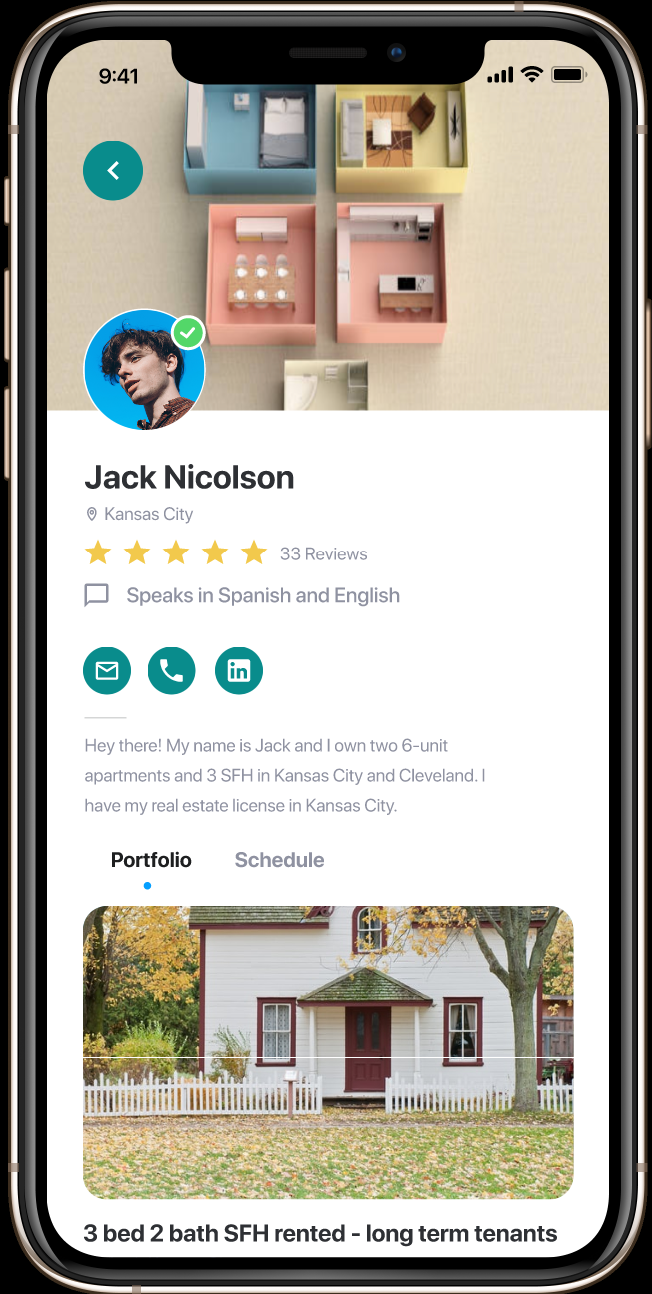 9:41
Jack Nicolson
Kansas City
33 Reviews
Speaks in Spanish and English
in
Hey there! My name is Jack and I own two 6-unit
apartments and 3 SFH in Kansas City and Cleveland. I
have my real estate license in Kansas City.
Portfolio Schedule
3 bed 2 bath SFH rented - long term tenants